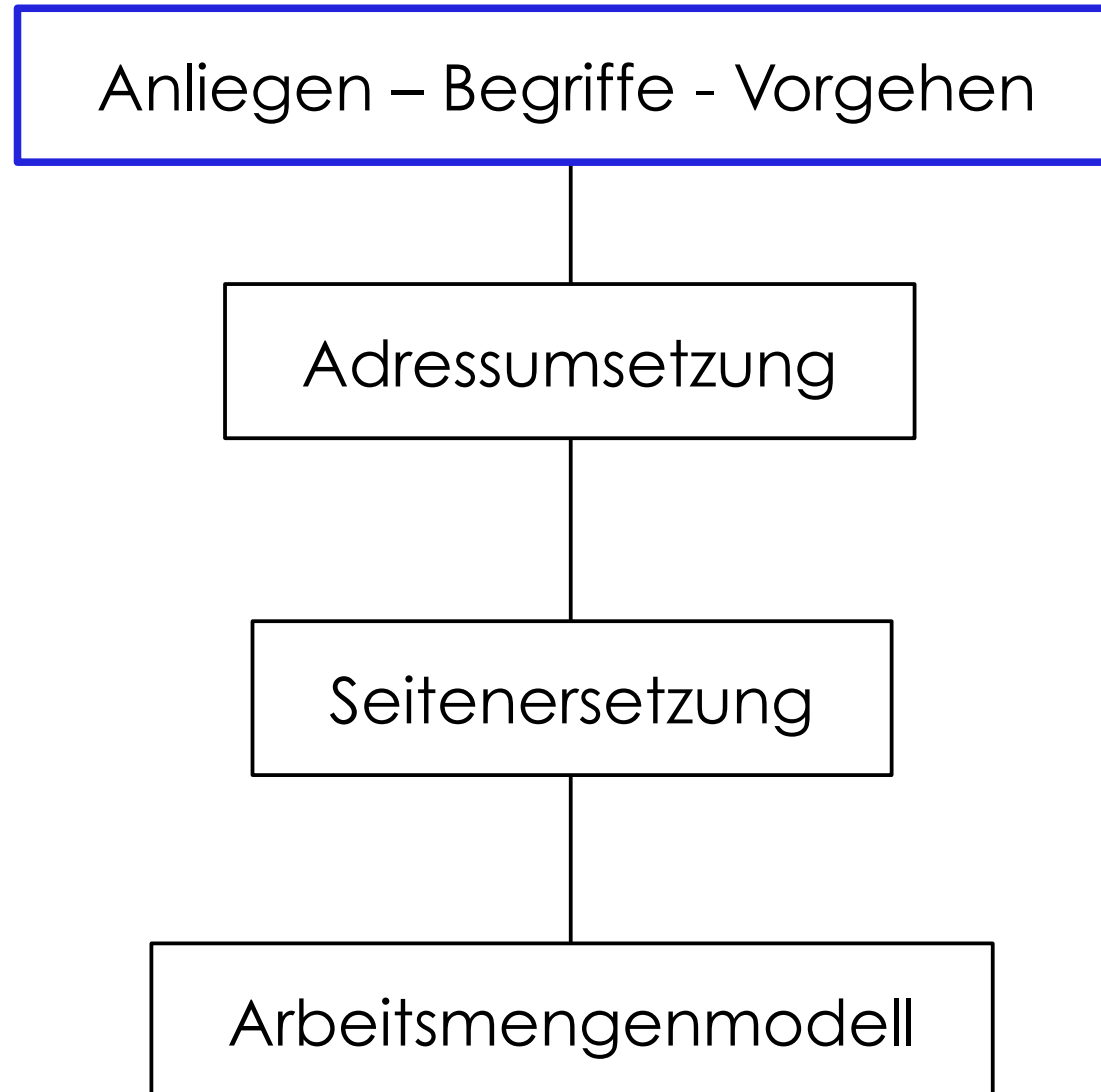 Anliegen – Begriffe - Vorgehen
Adressumsetzung
Seitenersetzung
Arbeitsmengenmodell